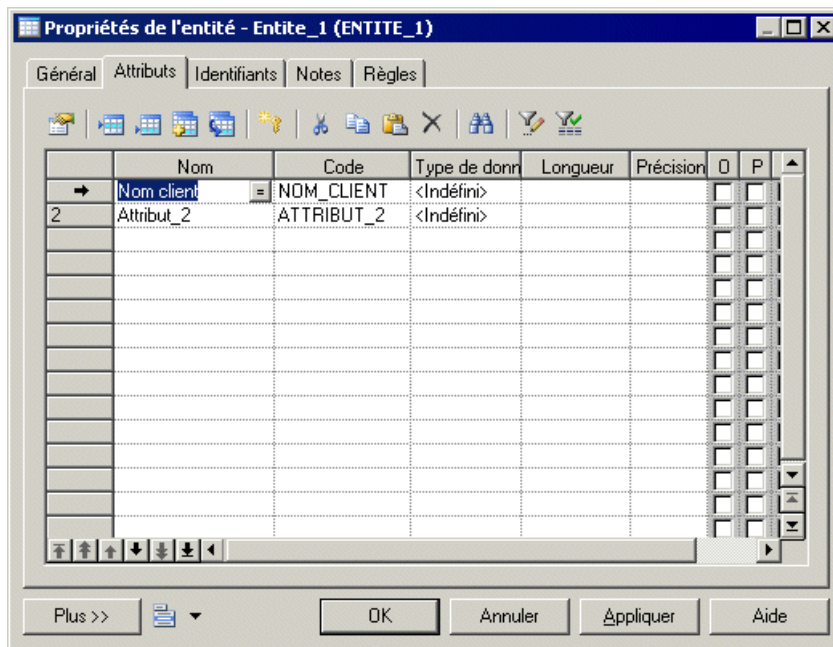 Propriétés de l'entité - Entite_1 (ENTITE_1)
Général Attributs Identifiants Notes Règles
Nom Code Type de donn Longueur Précision O P
Nom client = NOM_CLIENT <Indéfini>
2 Attribut_2 ATTRIBUT_2 <Indéfini>
Plus >> OK Annuler Appliquer Aide